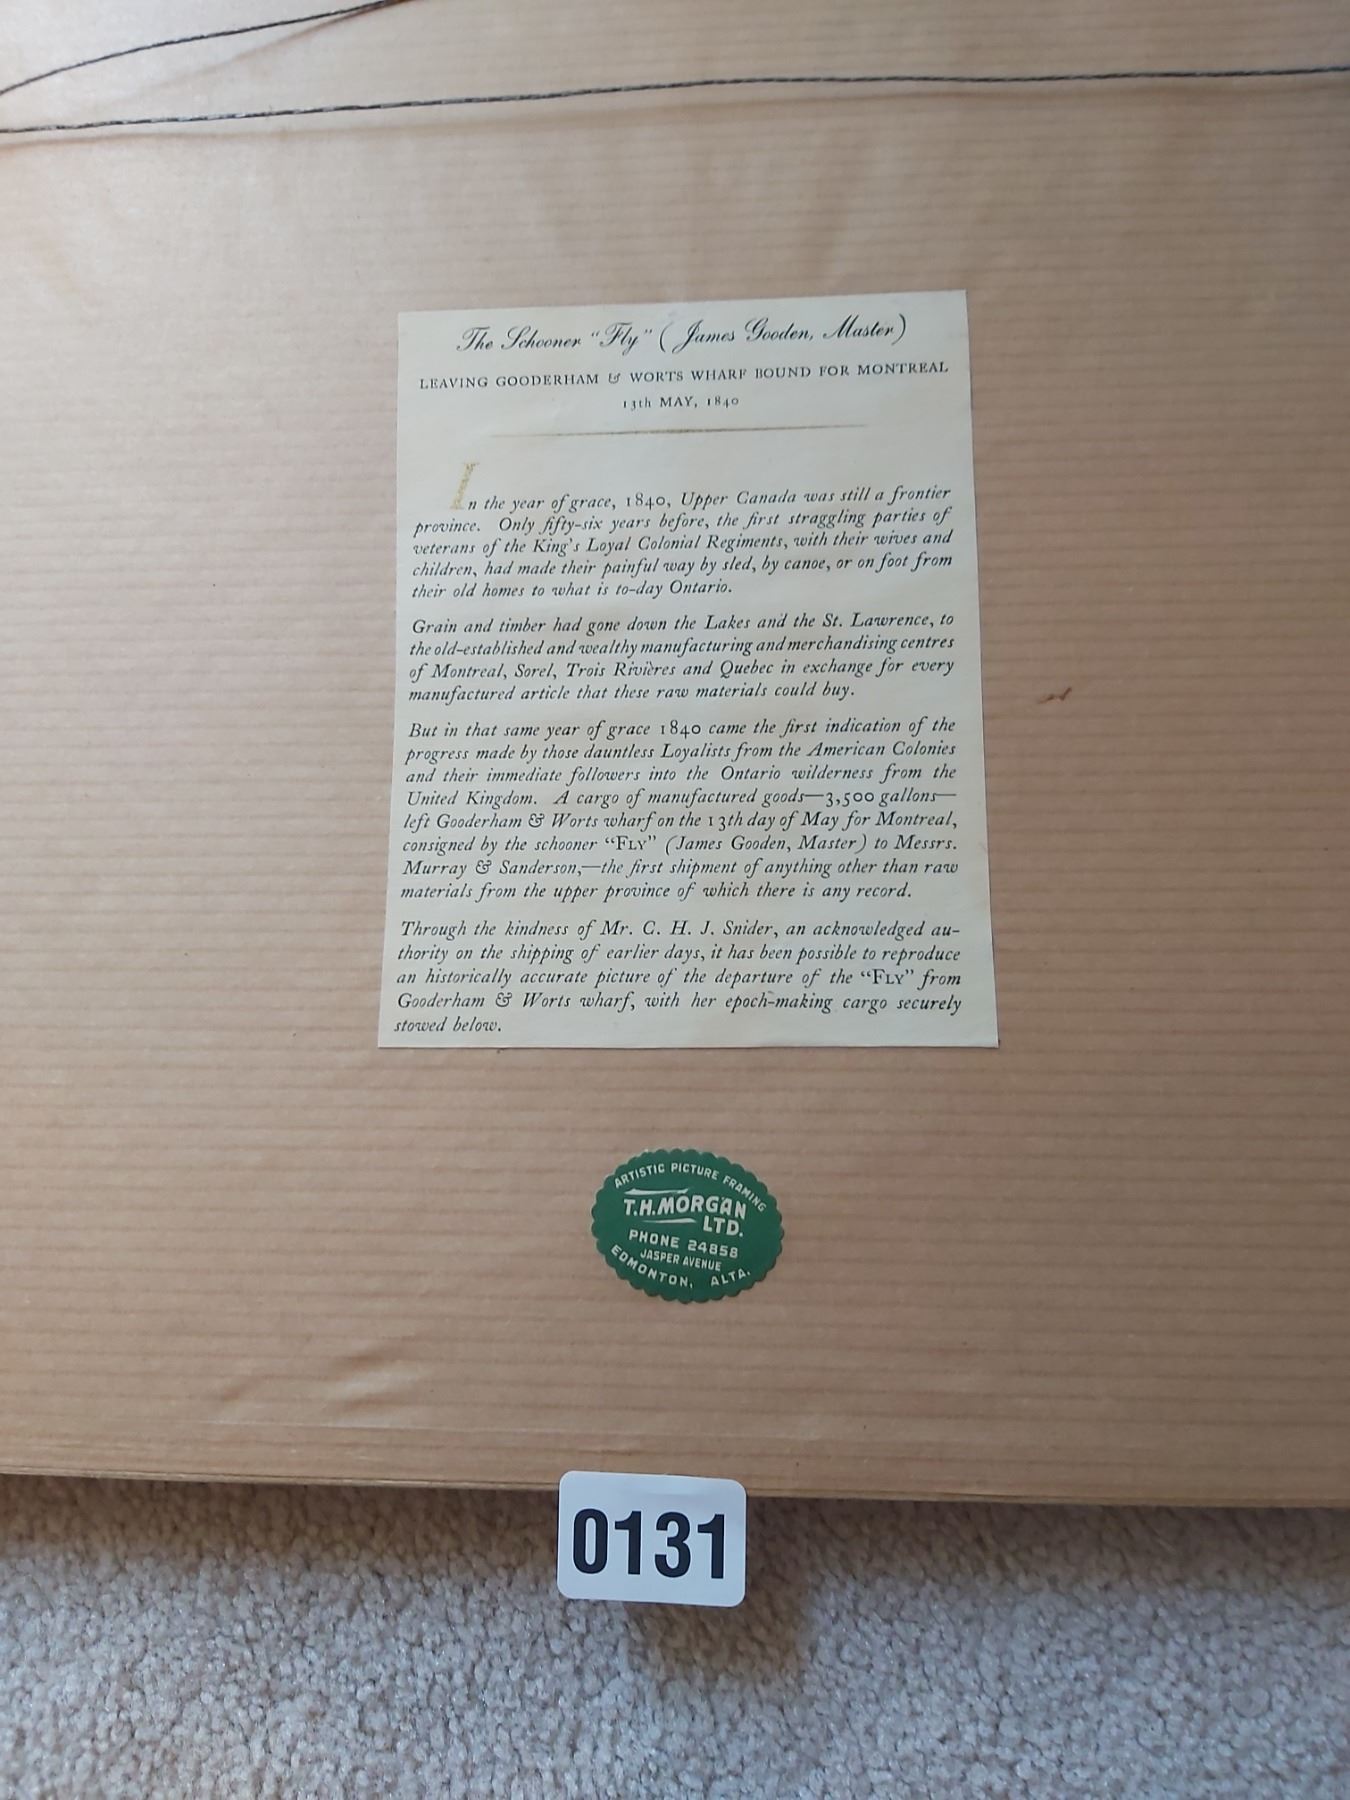 The Schooner "Fly" (James Gooden, Master)
LEAVING GOODERHAM & WORTS WHARF BOUND FOR MONTREAL
13th MAY, 1840
In the year of grace, 1840, Upper Canada was still a frontier
province. Only fifty-six years before, the first straggling parties of
veterans of the King's Loyal Colonial Regiments, with their wives and
children, had made their painful way by sled, by canoe, or on foot from
their old homes to what is to-day Ontario.
Grain and timber had gone down the Lakes and the St. Lawrence, to
the old-established and wealthy manufacturing and merchandising centres
of Montreal, Sorel, Trois Rivières and Quebec in exchange for every
manufactured article that these raw materials could buy.
But in that same year of grace 1840 came the first indication of the
progress made by those dauntless Loyalists from the American Colonies
and their immediate followers into the Ontario wilderness from the
United Kingdom. A cargo of manufactured goods—3,500 gallons—
left Gooderham & Worts wharf on the 13th day of May for Montreal,
consigned by the schooner "FLY" (James Gooden, Master) to Messrs.
Murray & Sanderson,—the first shipment of anything other than raw
materials from the upper province of which there is any record.
Through the kindness of Mr. C. H. J. Snider, an acknowledged au-
thority on the shipping of earlier days, it has been possible to reproduce
an historically accurate picture of the departure of the "FLY" from
Gooderham & Worts wharf, with her epoch-making cargo securely
stowed below.
ARTISTIC PICTURE FRAMING
T.H.MORGAN
LTD.
PHONE 24858
JASPER AVENUE
EDMONTON, ALTA.
0131